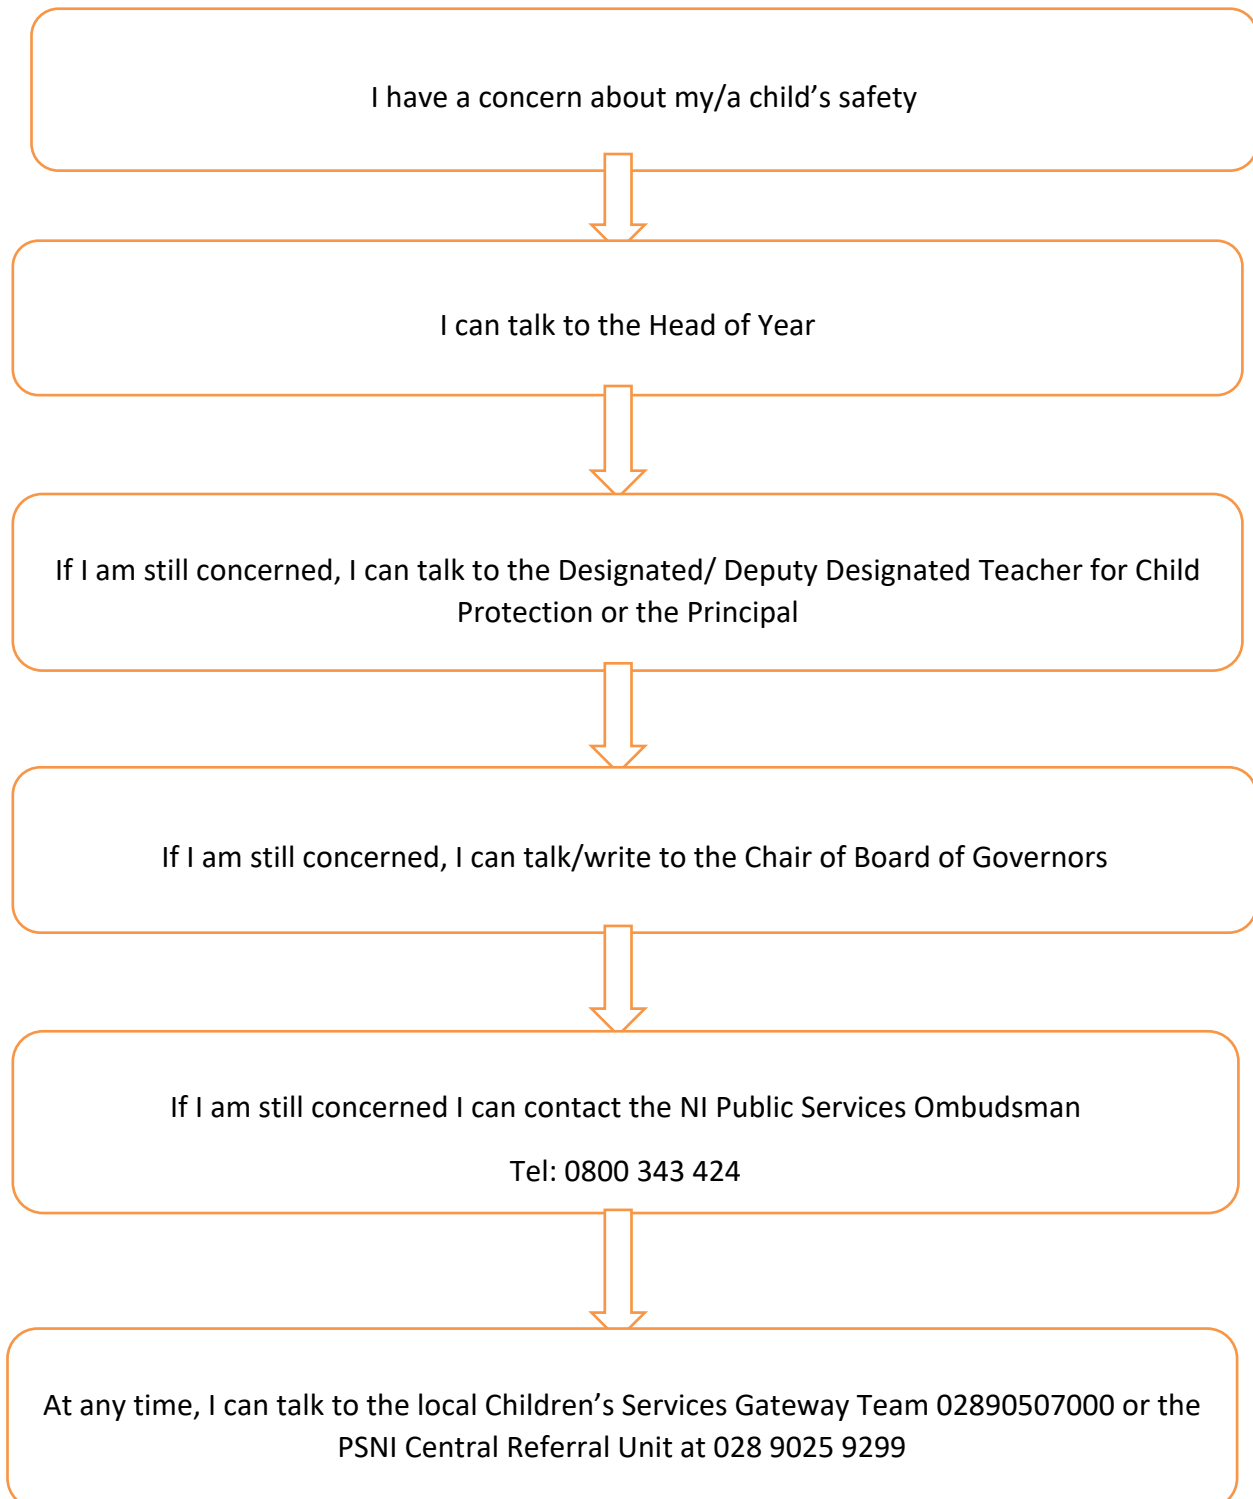 I have a concern about my/a child’s safety
I can talk to the Head of Year
If I am still concerned, I can talk to the Designated/ Deputy Designated Teacher for Child
Protection or the Principal
If I am still concerned, I can talk/write to the Chair of Board of Governors
If I am still concerned I can contact the NI Public Services Ombudsman
Tel: 0800 343 424
At any time, I can talk to the local Children’s Services Gateway Team 02890507000 or the
PSNI Central Referral Unit at 028 9025 9299